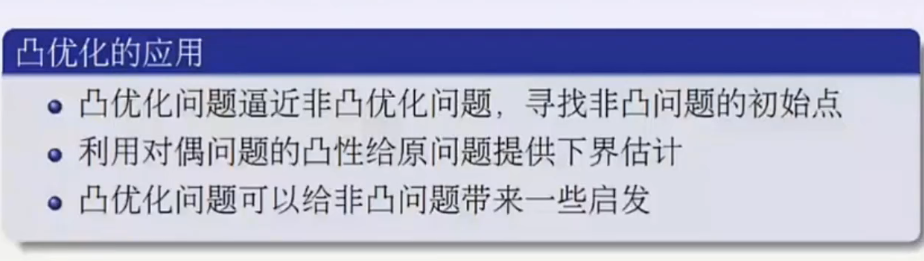 凸优化的应用
凸优化问题逼近非凸优化问题，寻找非凸问题的初始点
利用对偶问题的凸性给原问题提供下界估计
凸优化问题可以给非凸问题带来一些启发